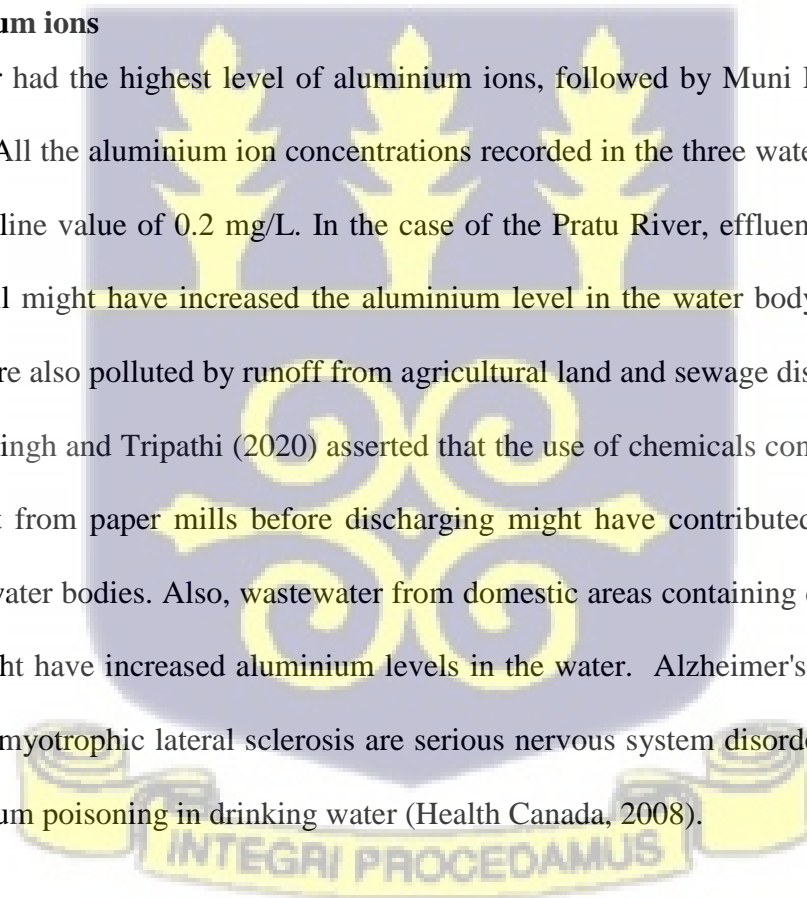 um ions
had the highest level of aluminium ions, followed by Muni
All the aluminium ion concentrations recorded in the three wate
line value of 0.2 mg/L. In the case of the Pratu River, effluen
l might have increased the aluminium level in the water body
re also polluted by runoff from agricultural land and sewage dis
ingh and Tripathi (2020) asserted that the use of chemicals con
t from paper mills before discharging might have contributed
vater bodies. Also, wastewater from domestic areas containing
ht have increased aluminium levels in the water. Alzheimer's
myotrophic lateral sclerosis are serious nervous system disord
um poisoning in drinking water (Health Canada, 2008).
INTEGRI PROCEDAMUS